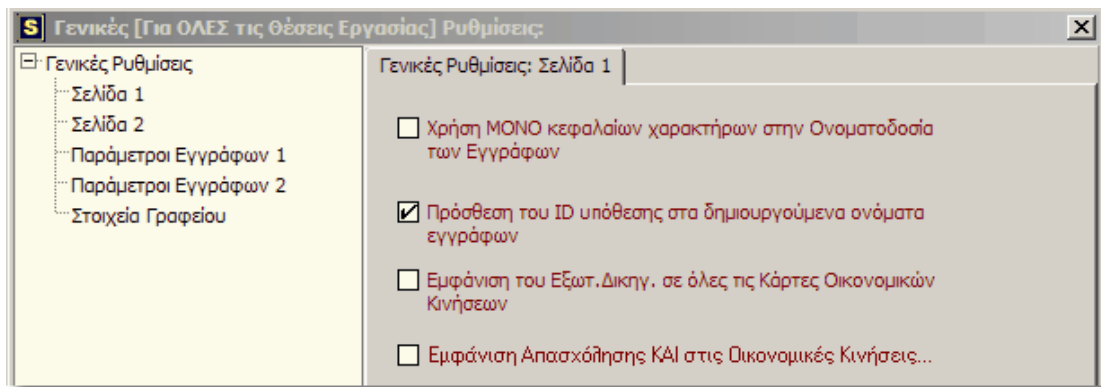 S Γενικές [Για ΟΛΕΣ τις Θέσεις Εργασίας] Ρυθμίσεις:
Γενικές Ρυθμίσεις
Σελίδα 1
Σελίδα 2
Παράμετροι Εγγράφων 1
Παράμετροι Εγγράφων 2
Στοιχεία Γραφείου
Γενικές Ρυθμίσεις: Σελίδα 1
Χρήση ΜΟΝΟ κεφαλαίων χαρακτήρων στην Ονοματοδοσία
των Εγγράφων
Πρόσθεση του ID υπόθεσης στα δημιουργούμενα ονόματα
εγγράφων
Εμφάνιση του Εξωτ.Δικηγ. σε όλες τις Κάρτες Οικονομικών
Κινήσεων
Εμφάνιση Απασχόλησης ΚΑΙ στις Οικονομικές Κινήσεις...